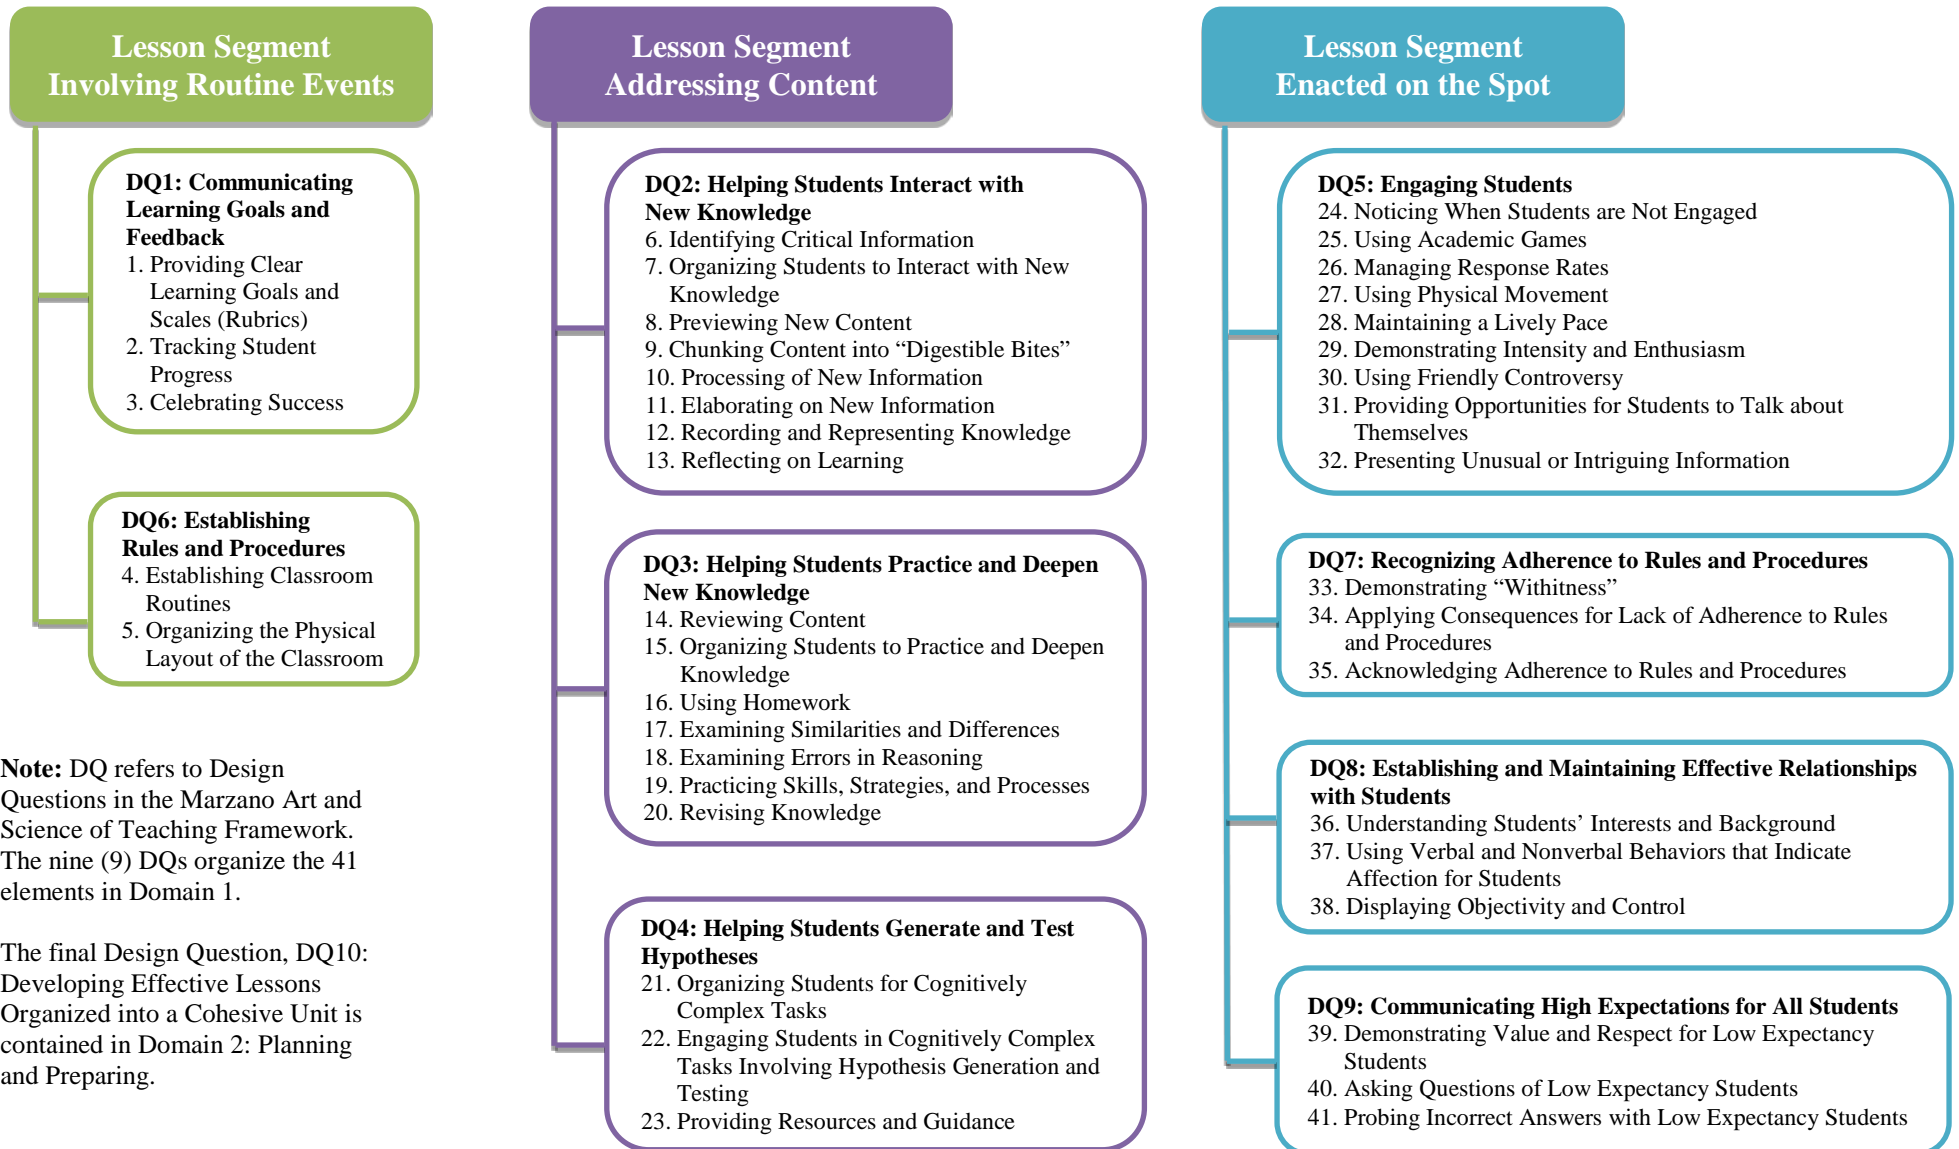 Lesson Segment
Involving Routine Events
DQ1: Communicating
Learning Goals and
Feedback
1. Providing Clear
Learning Goals and
Scales (Rubrics)
2. Tracking Student
Progress
3. Celebrating Success
DQ6: Establishing
Rules and Procedures
4. Establishing Classroom
Routines
5. Organizing the Physical
Layout of the Classroom
Note: DQ refers to Design
Questions in the Marzano Art and
Science of Teaching Framework.
The nine (9) DQs organize the 41
elements in Domain 1.
The final Design Question, DQ10:
Developing Effective Lessons
Organized into a Cohesive Unit is
contained in Domain 2: Planning
and Preparing.
Lesson Segment
Addressing Content
DQ2: Helping Students Interact with
New Knowledge
6. Identifying Critical Information
7. Organizing Students to Interact with New
Knowledge
8. Previewing New Content
9. Chunking Content into “Digestible Bites”
10. Processing of New Information
11. Elaborating on New Information
12. Recording and Representing Knowledge
13. Reflecting on Learning
DQ3: Helping Students Practice and Deepen
New Knowledge
14. Reviewing Content
15. Organizing Students to Practice and Deepen
Knowledge
16. Using Homework
17. Examining Similarities and Differences
18. Examining Errors in Reasoning
19. Practicing Skills, Strategies, and Processes
20. Revising Knowledge
DQ4: Helping Students Generate and Test
Hypotheses
21. Organizing Students for Cognitively
Complex Tasks
22. Engaging Students in Cognitively Complex
Tasks Involving Hypothesis Generation and
Testing
23. Providing Resources and Guidance
Lesson Segment
Enacted on the Spot
DQ5: Engaging Students
24. Noticing When Students are Not Engaged
25. Using Academic Games
26. Managing Response Rates
27. Using Physical Movement
28. Maintaining a Lively Pace
29. Demonstrating Intensity and Enthusiasm
30. Using Friendly Controversy
31. Providing Opportunities for Students to Talk about
Themselves
32. Presenting Unusual or Intriguing Information
DQ7: Recognizing Adherence to Rules and Procedures
33. Demonstrating “Withitness”
34. Applying Consequences for Lack of Adherence to Rules
and Procedures
35. Acknowledging Adherence to Rules and Procedures
DQ8: Establishing and Maintaining Effective Relationships
with Students
36. Understanding Students’ Interests and Background
37. Using Verbal and Nonverbal Behaviors that Indicate
Affection for Students
38. Displaying Objectivity and Control
DQ9: Communicating High Expectations for All Students
39. Demonstrating Value and Respect for Low Expectancy
Students
40. Asking Questions of Low Expectancy Students
41. Probing Incorrect Answers with Low Expectancy Students